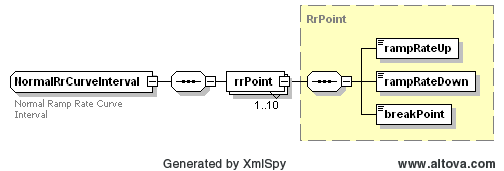 RrPoint
rampRateUp
NormalRrCurveInterval
rrPoint
rampRateDown
Normal Ramp Rate Curve
Interval
1..10
breakPoint
Generated by XmlSpy
www.altova.com